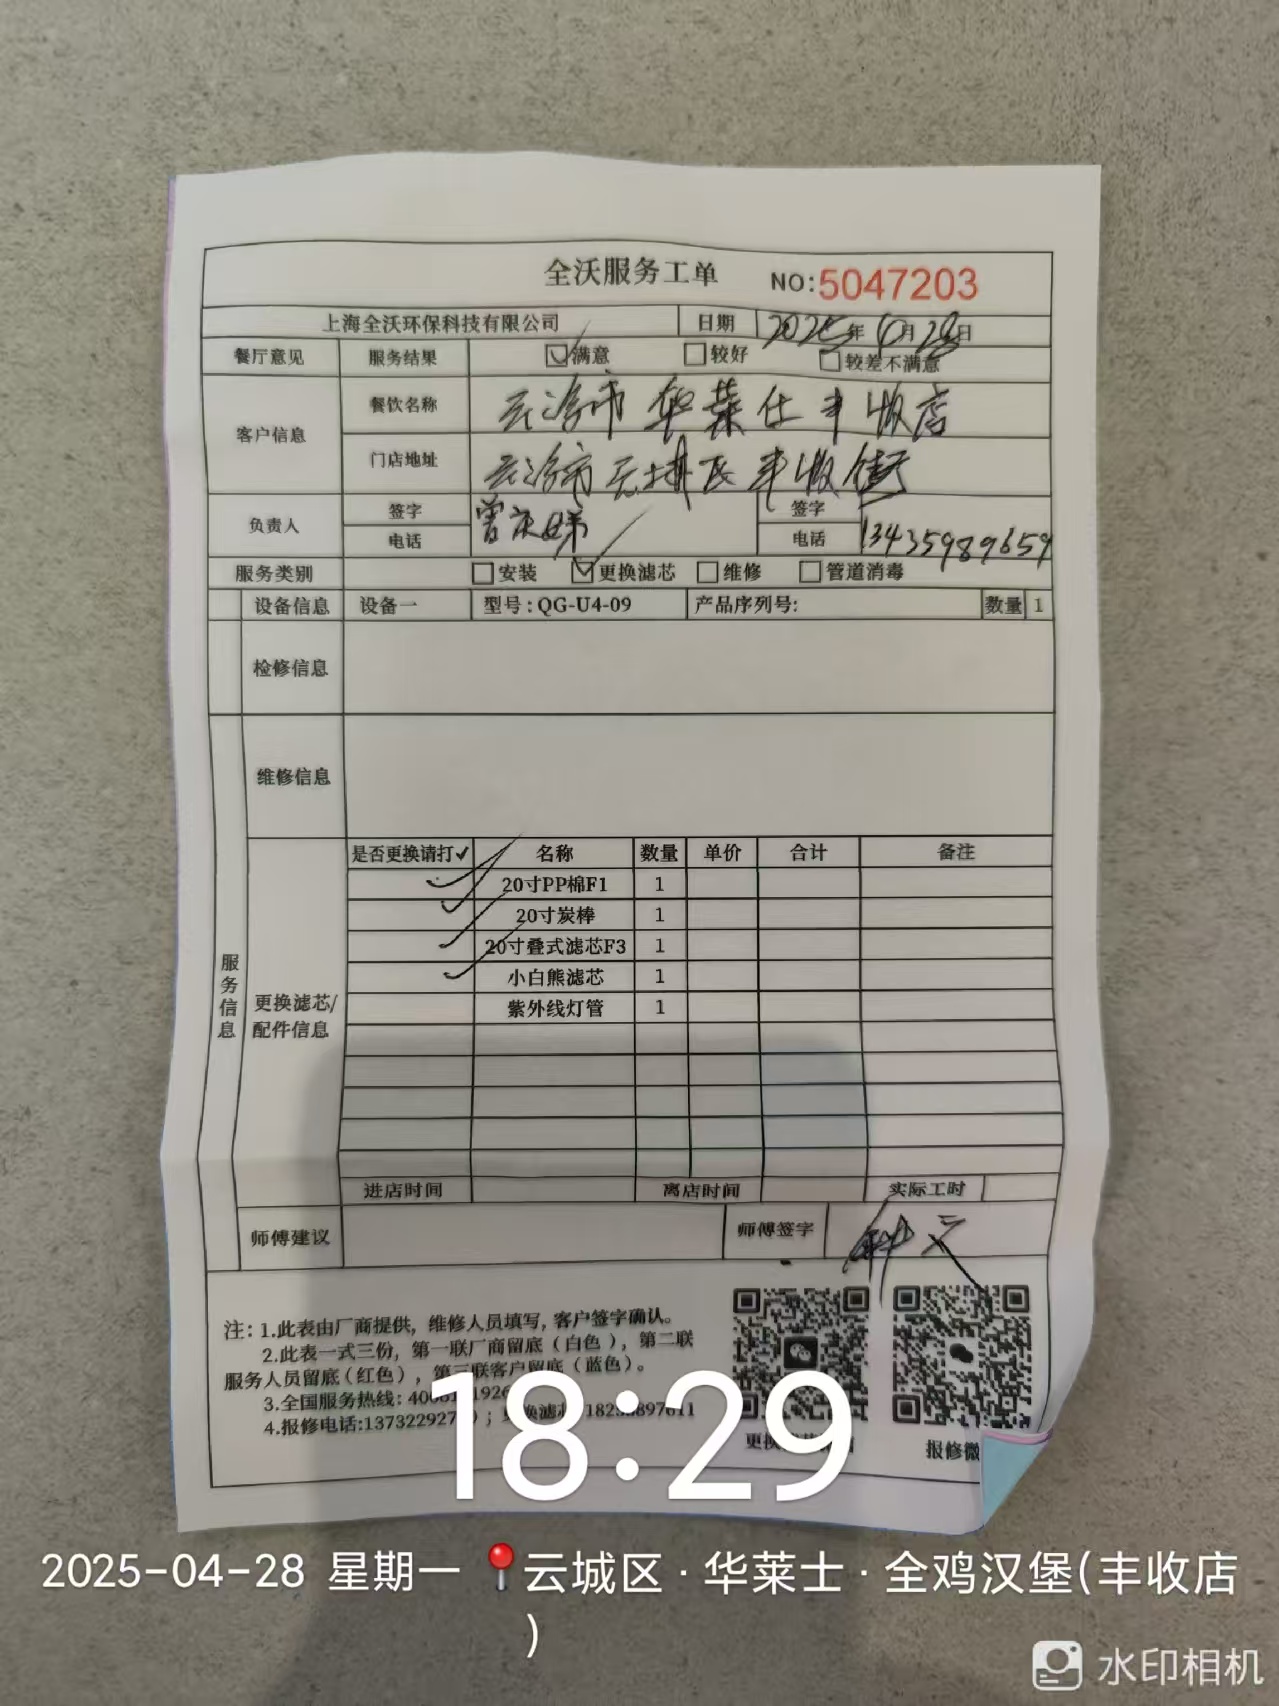 全沃服务工单 NO:5047203
上海全沃环保科技有限公司 日期 2025年4月28日
餐厅意见 服务结果 满意 较好 较差不满意
客户信息 餐饮名称 云浮市华莱仕丰收店
门店地址 云浮市云城区丰收街
负责人 签字 签字
电话 电话 13435989659
服务类别 安装 更换滤芯 维修 管道消毒
设备信息 设备一 型号:QG-U4-09 产品序列号: 数量 1
检修信息
维修信息
服务信息
更换滤芯/配件信息
是否更换请打✓ 名称 数量 单价 合计 备注
✓ 20寸PP棉F1 1
✓ 20寸炭棒 1
✓ 20寸叠式滤芯F3 1
✓ 小白熊滤芯 1
紫外线灯管 1
进店时间 离店时间 实际工时
师傅建议 师傅签字
注:1.此表由厂商提供,维修人员填写,客户签字确认。
2.此表一式三份,第一联厂商留底(白色),第二联
服务人员留底(红色),第三联客户留底(蓝色)。
3.全国服务热线:
4.报修电话:
报修微
18:29
2025-04-28 星期一 云城区·华莱士·全鸡汉堡(丰收店
)
水印相机